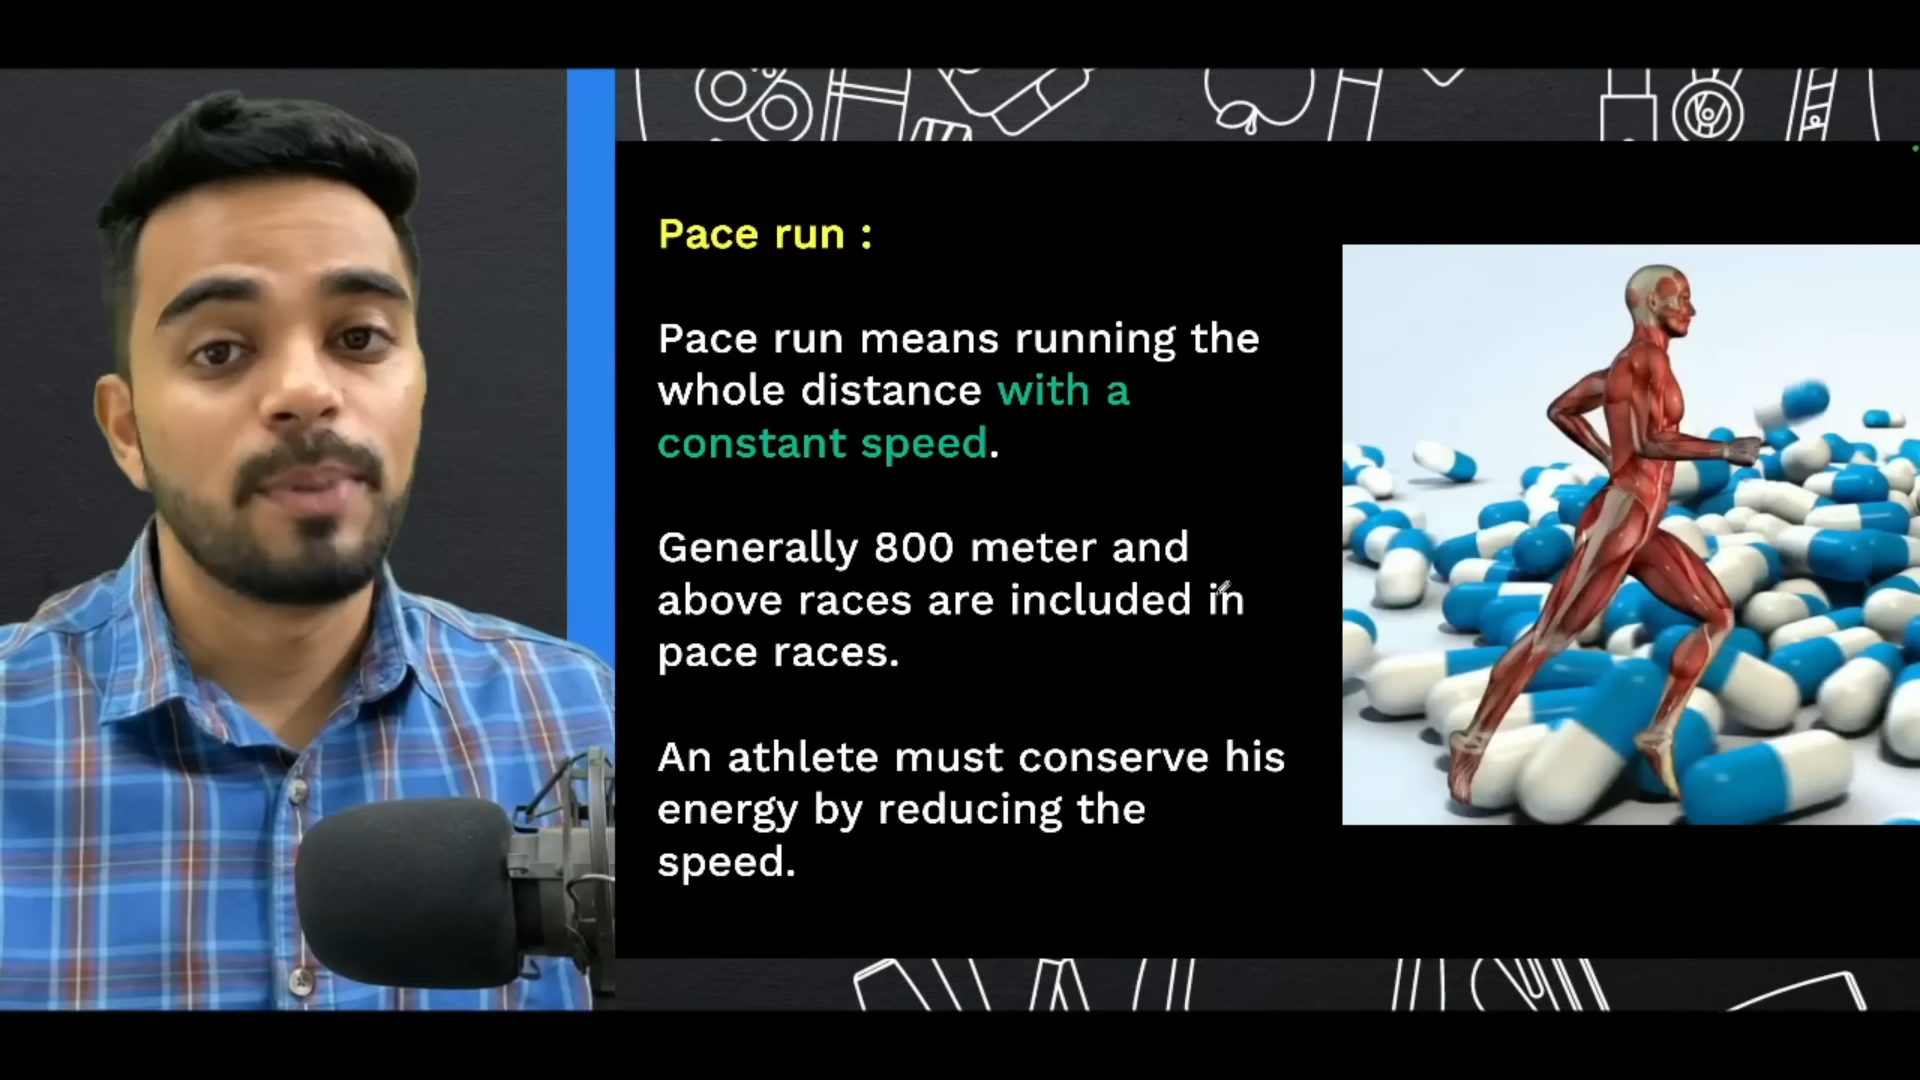 Pace run :
Pace run means running the
whole distance with a
constant speed.
Generally 800 meter and
above races are included in
pace races.
An athlete must conserve his
energy by reducing the
speed.